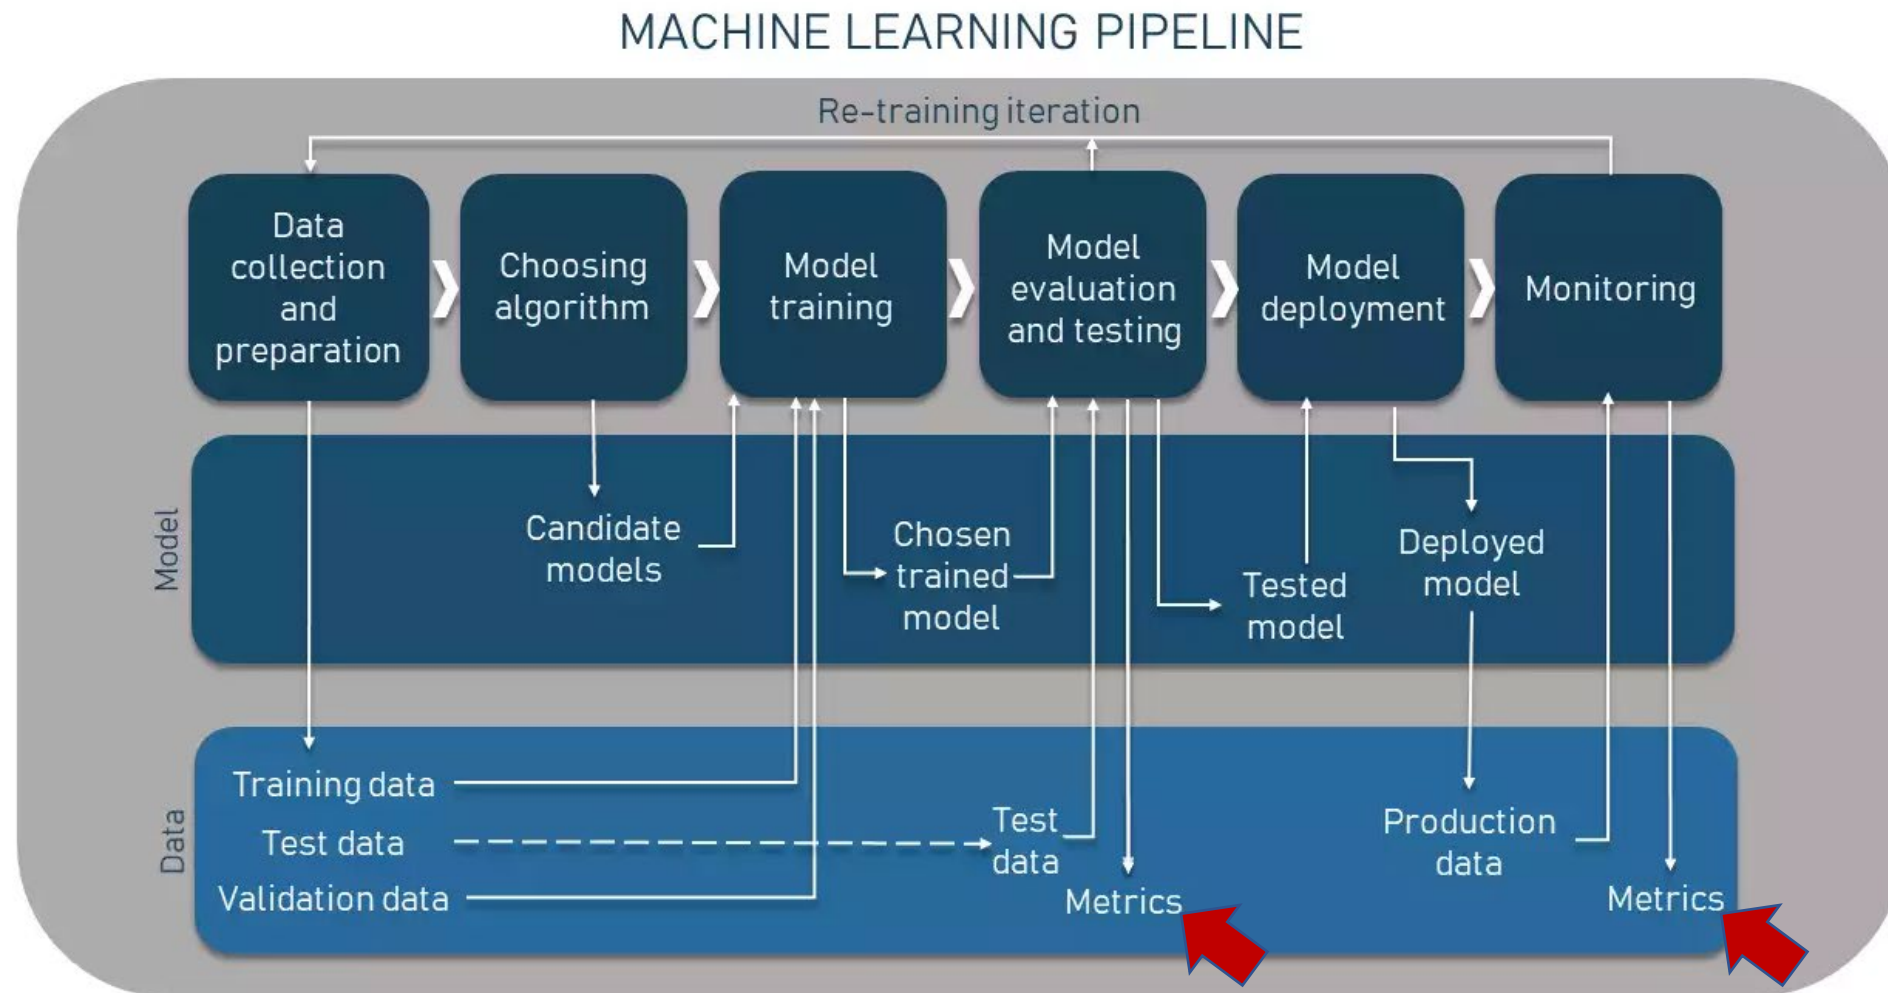 MACHINE LEARNING PIPELINE
Re-training iteration
Data
collection
and
preparation
Choosing
algorithm
Model
training
Model
evaluation
and testing
Model
deployment
Monitoring
Model
Candidate
models
Chosen
trained
model
Tested
model
Deployed
model
Data
Training data
Test data
Validation data
Test
data
Metrics
Production
data
Metrics